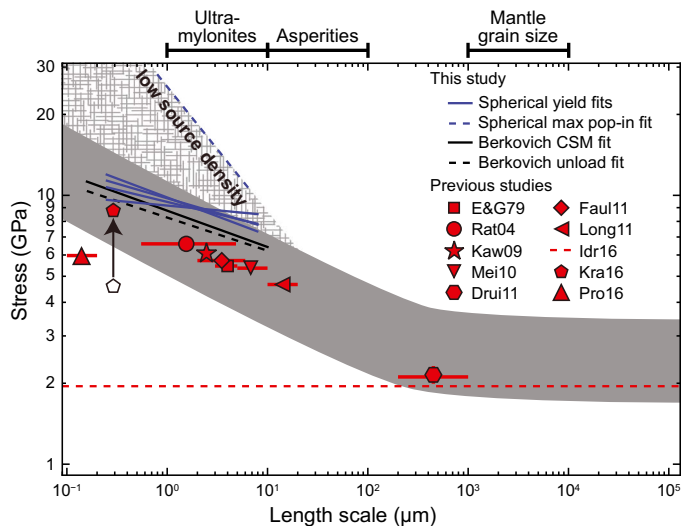 Ultra-
mylonites
Asperities
Mantle
grain size
30
20
10
9
8
7
6
5
4
3
2
1
Stress (GPa)
low source density
This study
Spherical yield fits
Spherical max pop-in fit
Berkovich CSM fit
Berkovich unload fit
Previous studies
E&G79
Rat04
Kaw09
Mei10
Drui11
Faul11
Long11
Idr16
Kra16
Pro16
10⁻¹
10⁰
10¹
10²
10³
10⁴
10⁵
Length scale (µm)